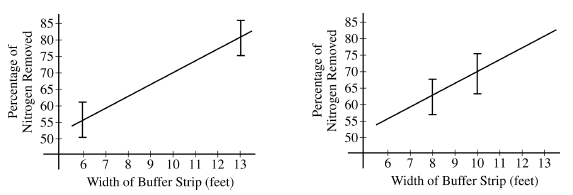 Percentage of
Nitrogen Removed
85
80
75
70
65
60
55
50
6 7 8 9 10 11 12 13
Width of Buffer Strip (feet)
Percentage of
Nitrogen Removed
85
80
75
70
65
60
55
50
6 7 8 9 10 11 12 13
Width of Buffer Strip (feet)